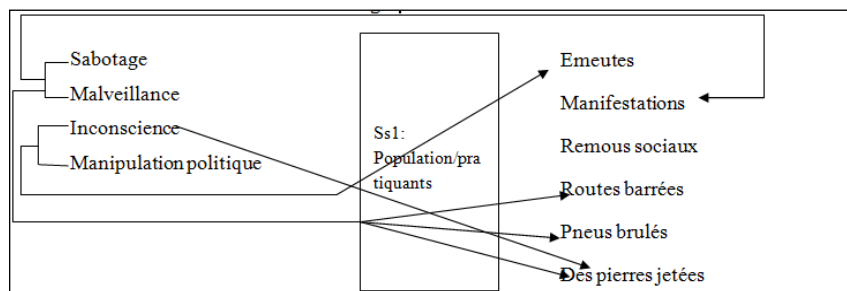 Sabotage
Malveillance
Inconscience
Manipulation politique
Ss1:
Population/pra
tiquants
Emeutes
Manifestations
Remous sociaux
Routes barrées
Pneus brulés
Des pierres jetées